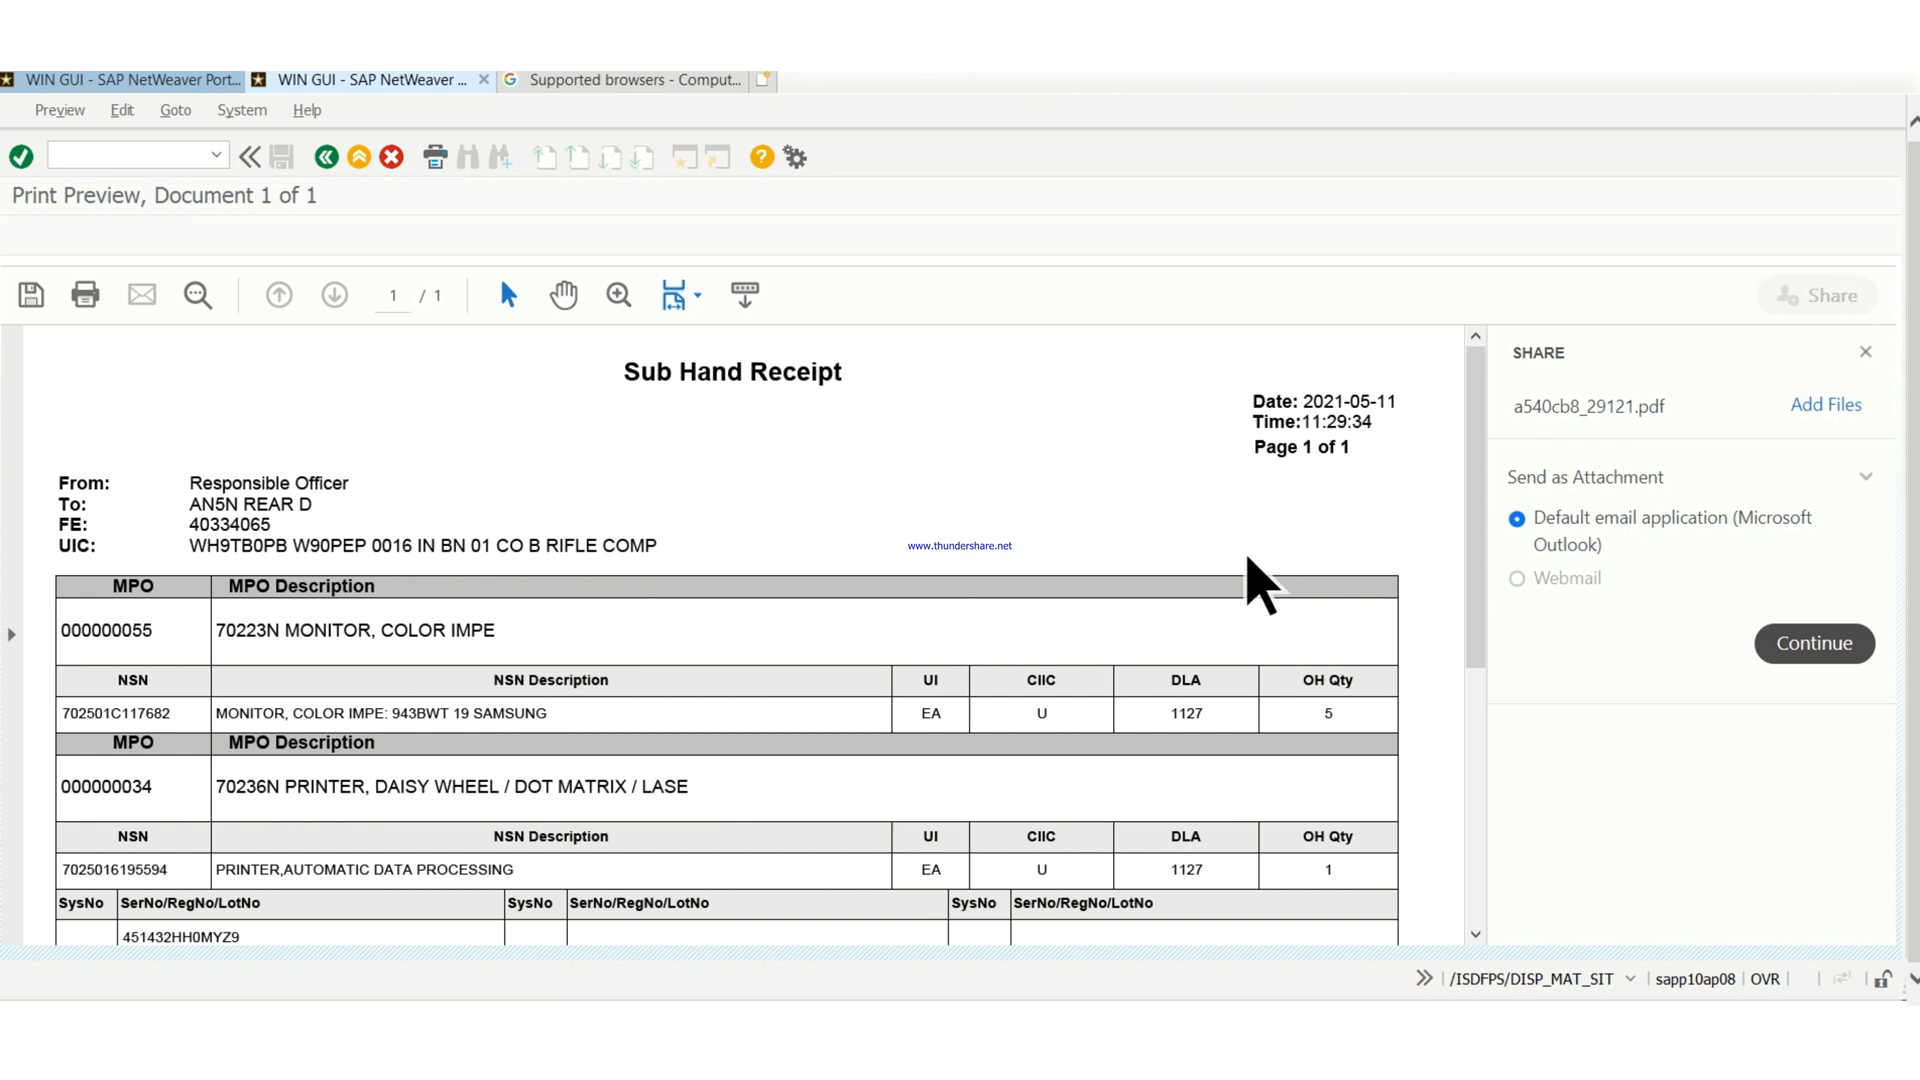 WIN GUI - SAP NetWeaver Port... WIN GUI - SAP NetWeaver ... Supported browsers - Comput...
Preview Edit Goto System Help
Print Preview, Document 1 of 1
1 / 1 Share
Sub Hand Receipt
Date: 2021-05-11
Time:11:29:34
Page 1 of 1
From: Responsible Officer
To: AN5N REAR D
FE: 40334065
UIC: WH9TB0PB W90PEP 0016 IN BN 01 CO B RIFLE COMP
www.thundershare.net
MPO MPO Description
000000055 70223N MONITOR, COLOR IMPE
NSN NSN Description UI CIIC DLA OH Qty
702501C117682 MONITOR, COLOR IMPE: 943BWT 19 SAMSUNG EA U 1127 5
MPO MPO Description
000000034 70236N PRINTER, DAISY WHEEL / DOT MATRIX / LASE
NSN NSN Description UI CIIC DLA OH Qty
7025016195594 PRINTER,AUTOMATIC DATA PROCESSING EA U 1127 1
SysNo SerNo/RegNo/LotNo SysNo SerNo/RegNo/LotNo SysNo SerNo/RegNo/LotNo
451432HH0MYZ9
SHARE
a540cb8_29121.pdf Add Files
Send as Attachment
Default email application (Microsoft
Outlook)
Webmail
Continue
/ISDFPS/DISP_MAT_SIT sapp10ap08 OVR